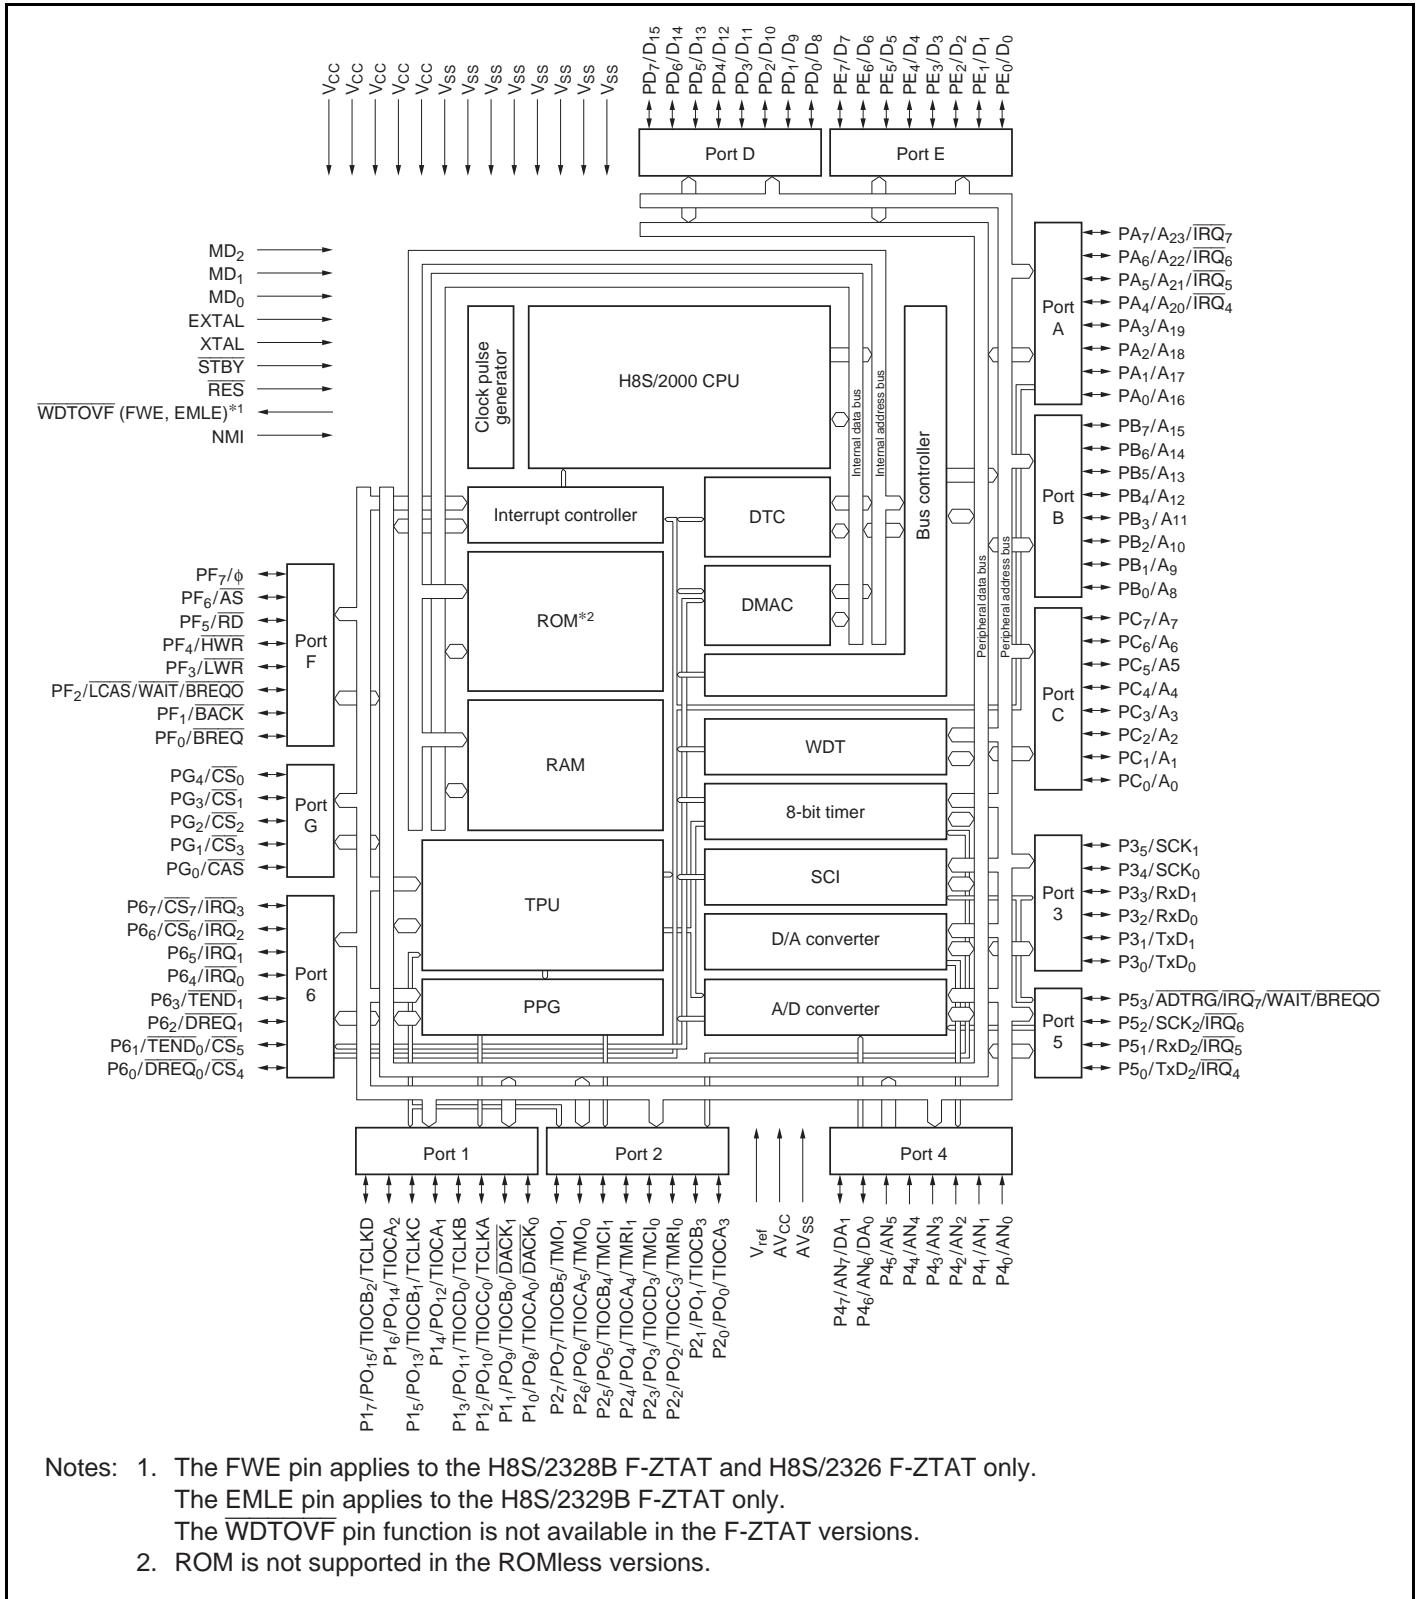 VCC
VCC
VCC
VCC
VCC
VSS
VSS
VSS
VSS
VSS
VSS
VSS
VSS
PD7/D15
PD6/D14
PD5/D13
PD4/D12
PD3/D11
PD2/D10
PD1/D9
PD0/D8
PE7/D7
PE6/D6
PE5/D5
PE4/D4
PE3/D3
PE2/D2
PE1/D1
PE0/D0
Port D
Port E
MD2
MD1
MD0
EXTAL
XTAL
STBY
RES
WDTOVF (FWE, EMLE)*1
NMI
Clock pulse generator
H8S/2000 CPU
Internal data bus
Internal address bus
Bus controller
Peripheral data bus
Peripheral address bus
Interrupt controller
DTC
ROM*2
DMAC
RAM
WDT
8-bit timer
TPU
SCI
D/A converter
PPG
A/D converter
Port A
PA7/A23/IRQ7
PA6/A22/IRQ6
PA5/A21/IRQ5
PA4/A20/IRQ4
PA3/A19
PA2/A18
PA1/A17
PA0/A16
Port B
PB7/A15
PB6/A14
PB5/A13
PB4/A12
PB3/A11
PB2/A10
PB1/A9
PB0/A8
Port C
PC7/A7
PC6/A6
PC5/A5
PC4/A4
PC3/A3
PC2/A2
PC1/A1
PC0/A0
Port 3
P35/SCK1
P34/SCK0
P33/RxD1
P32/RxD0
P31/TxD1
P30/TxD0
Port 5
P53/ADTRG/IRQ7/WAIT/BREQO
P52/SCK2/IRQ6
P51/RxD2/IRQ5
P50/TxD2/IRQ4
PF7/ϕ
PF6/AS
PF5/RD
PF4/HWR
PF3/LWR
PF2/LCAS/WAIT/BREQO
PF1/BACK
PF0/BREQ
Port F
PG4/CS0
PG3/CS1
PG2/CS2
PG1/CS3
PG0/CAS
Port G
P67/CS7/IRQ3
P66/CS6/IRQ2
P65/IRQ1
P64/IRQ0
P63/TEND1
P62/DREQ1
P61/TEND0/CS5
P60/DREQ0/CS4
Port 6
Port 1
Port 2
Port 4
P17/PO15/TIOCB2/TCLKD
P16/PO14/TIOCA2
P15/PO13/TIOCB1/TCLKC
P14/PO12/TIOCA1
P13/PO11/TIOCD0/TCLKB
P12/PO10/TIOCC0/TCLKA
P11/PO9/TIOCB0/DACK1
P10/PO8/TIOCA0/DACK0
P27/PO7/TIOCB5/TMO1
P26/PO6/TIOCA5/TMO0
P25/PO5/TIOCB4/TMCI1
P24/PO4/TIOCA4/TMRI1
P23/PO3/TIOCD3/TMCI0
P22/PO2/TIOCC3/TMRI0
P21/PO1/TIOCB3
P20/PO0/TIOCA3
Vref
AVCC
AVSS
P47/AN7/DA1
P46/AN6/DA0
P45/AN5
P44/AN4
P43/AN3
P42/AN2
P41/AN1
P40/AN0
Notes: 1. The FWE pin applies to the H8S/2328B F-ZTAT and H8S/2326 F-ZTAT only.
The EMLE pin applies to the H8S/2329B F-ZTAT only.
The WDTOVF pin function is not available in the F-ZTAT versions.
2. ROM is not supported in the ROMless versions.